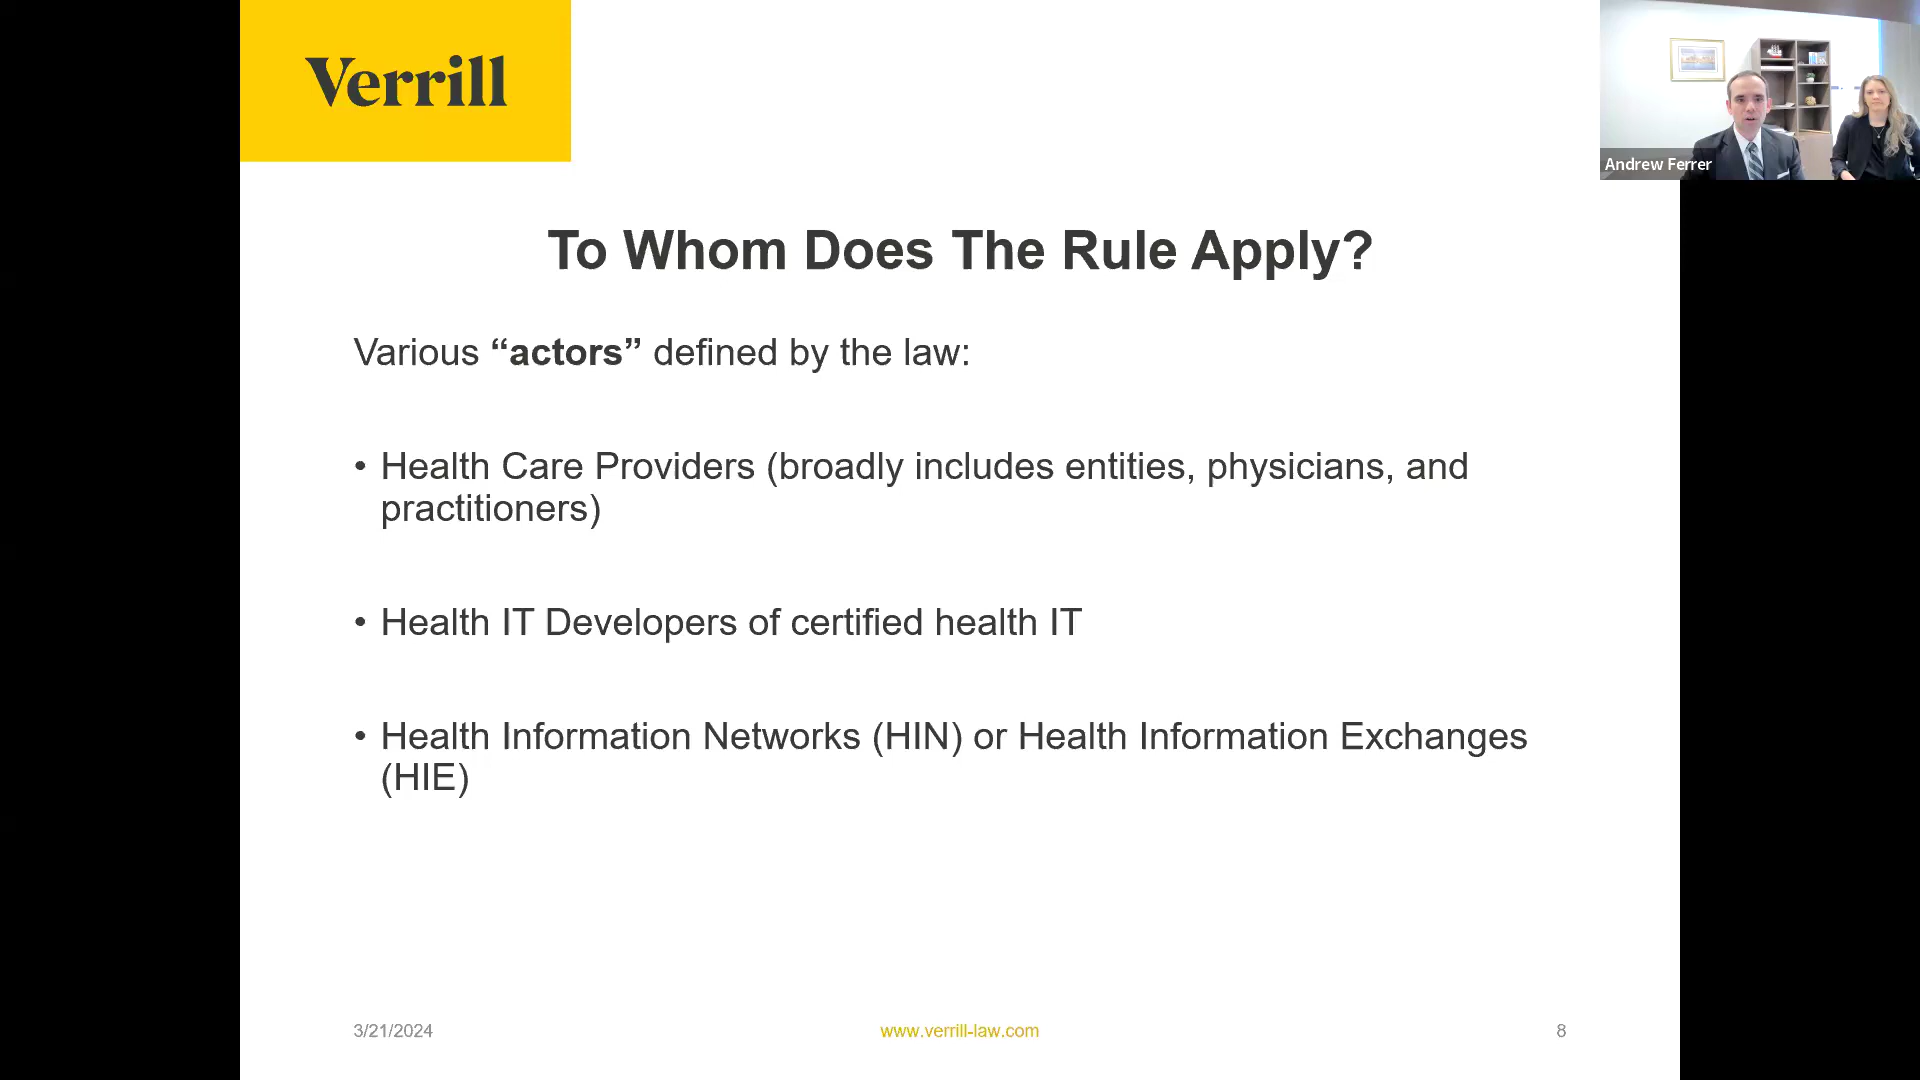 Verrill
Andrew Ferrer
To Whom Does The Rule Apply?
Various “actors” defined by the law:
• Health Care Providers (broadly includes entities, physicians, and
practitioners)
• Health IT Developers of certified health IT
• Health Information Networks (HIN) or Health Information Exchanges
(HIE)
3/21/2024
www.verrill-law.com
8